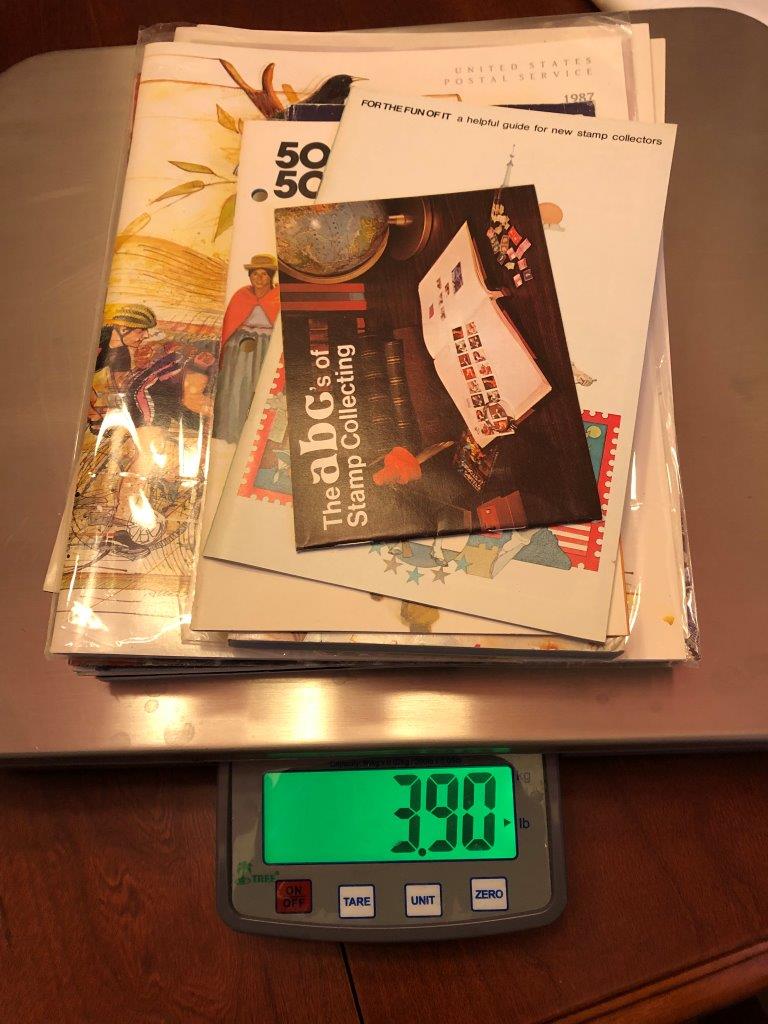 UNITED STATES
POSTAL SERVICE
1987
FOR THE FUN OF IT a helpful guide for new stamp collectors
50
50
The abc's of
Stamp Collecting
kg
3.90
lb
TREE
ON
OFF
TARE
UNIT
ZERO